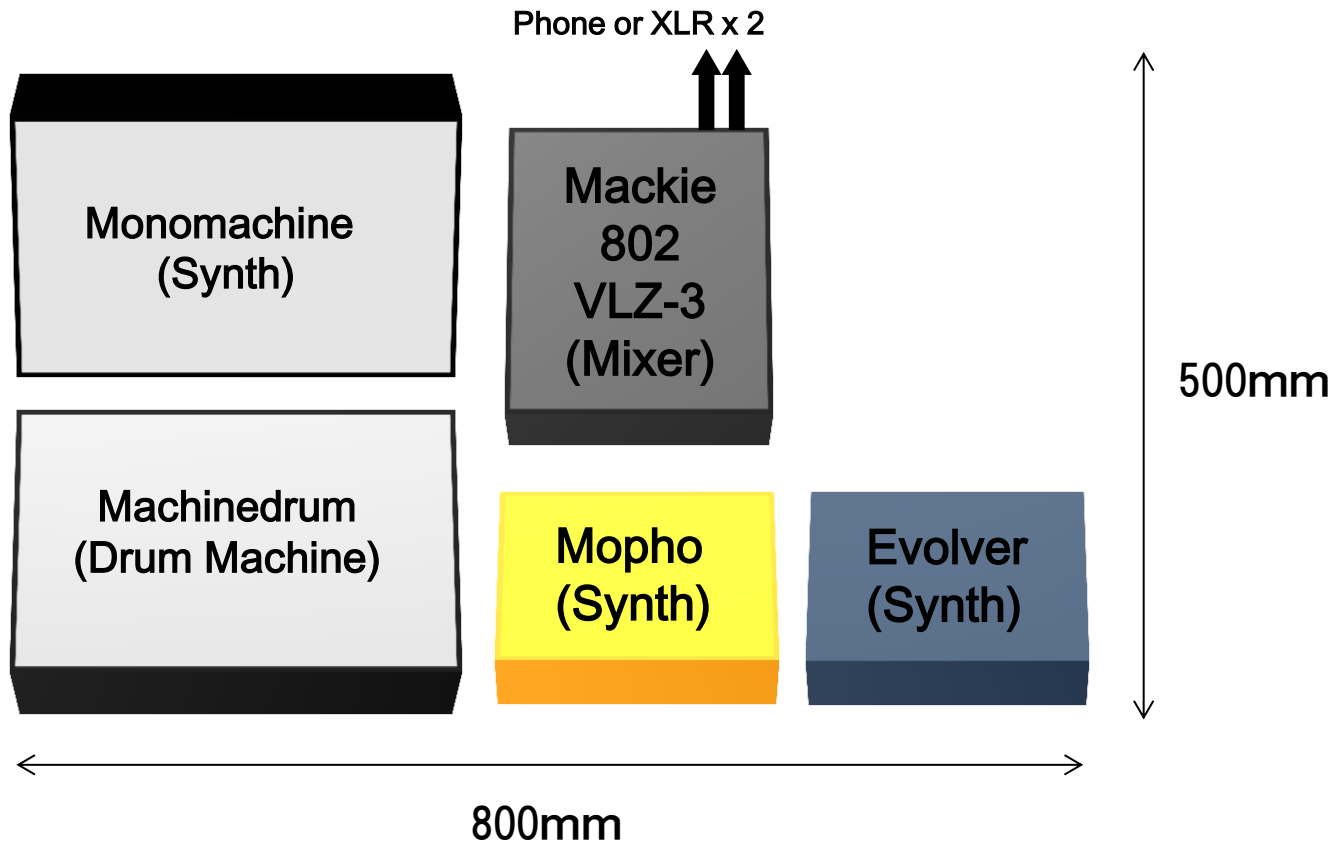 Phone or XLR x 2
Monomachine
(Synth)
Mackie
802
VLZ-3
(Mixer)
500mm
Machinedrum
(Drum Machine)
Mopho
(Synth)
Evolver
(Synth)
800mm